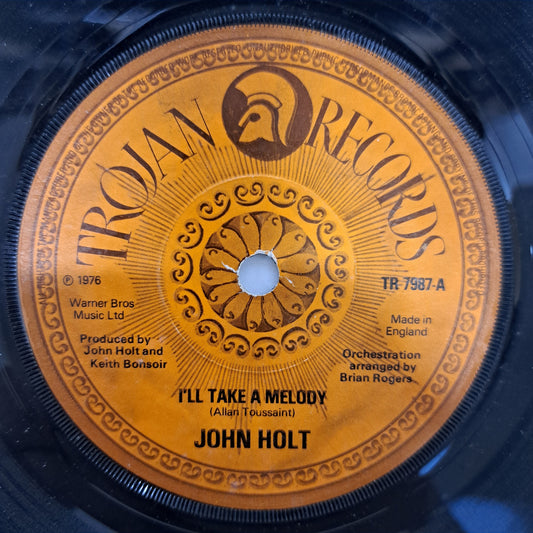 TROJAN RECORDS
TR 7987-A
℗ 1976
Warner Bros
Music Ltd
Produced by
John Holt and
Keith Bonsoir
Made in
England
Orchestration
arranged by
Brian Rogers
I'LL TAKE A MELODY
(Allan Toussaint)
JOHN HOLT